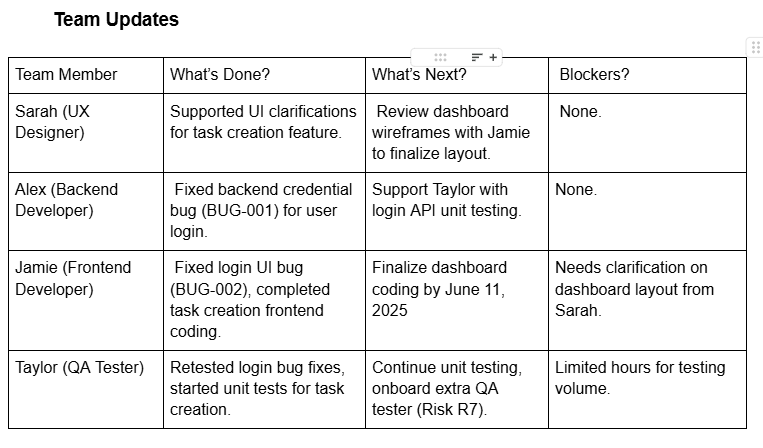 Team Updates
Team Member
What's Done?
What's Next?
Blockers?
Sarah (UX
Designer)
Supported UI clarifications
for task creation feature.
Review dashboard
wireframes with Jamie
to finalize layout.
None.
Alex (Backend
Developer)
Fixed backend credential
bug (BUG-001) for user
login.
Support Taylor with
login API unit testing.
None.
Jamie (Frontend
Developer)
Fixed login UI bug
(BUG-002), completed
task creation frontend
coding.
Finalize dashboard
coding by June 11,
2025
Needs clarification on
dashboard layout from
Sarah.
Taylor (QA Tester)
Retested login bug fixes,
started unit tests for task
creation.
Continue unit testing,
onboard extra QA
tester (Risk R7).
Limited hours for testing
volume.